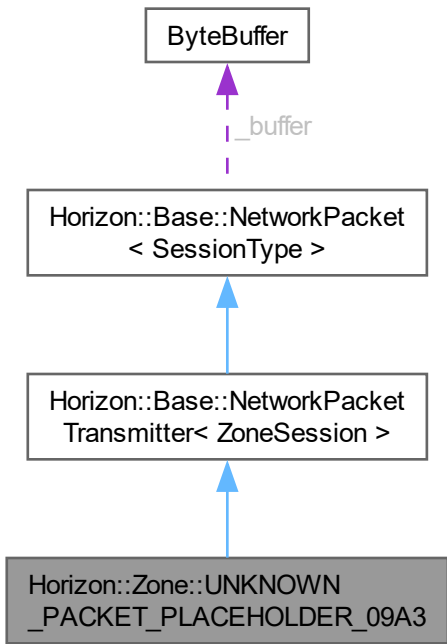 ByteBuffer
_buffer
Horizon::Base::NetworkPacket
< SessionType >
Horizon::Base::NetworkPacket
Transmitter< ZoneSession >
Horizon::Zone::UNKNOWN
_PACKET_PLACEHOLDER_09A3